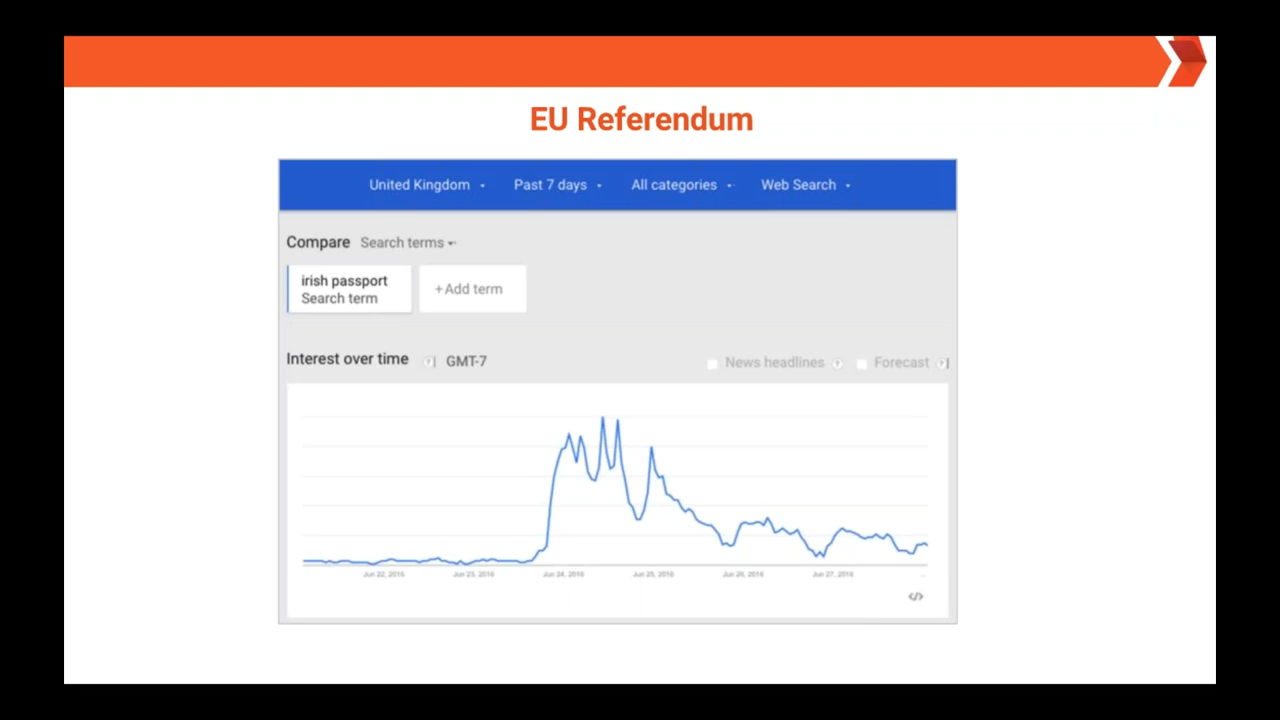 EU Referendum
United Kingdom Past 7 days All categories Web Search
Compare Search terms
irish passport
Search term
+Add term
Interest over time ? GMT-7
News headlines ? Forecast ?
Jun 22, 2016 Jun 23, 2016 Jun 24, 2016 Jun 25, 2016 Jun 26, 2016 Jun 27, 2016 ...
</>